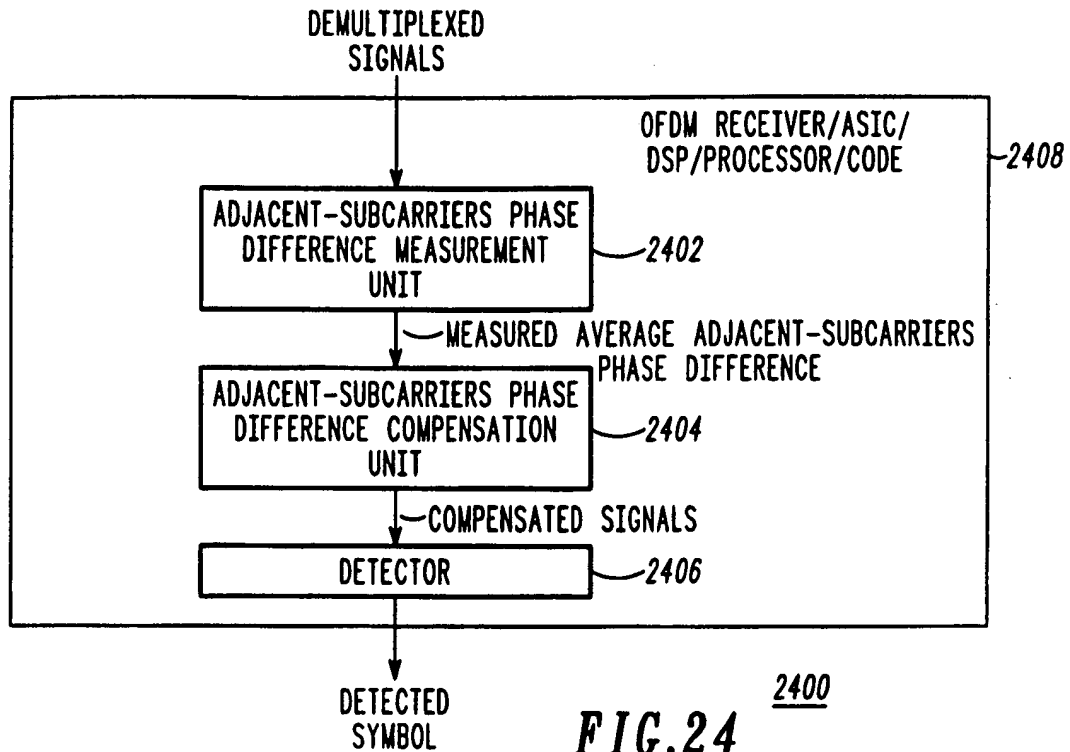 DEMULTIPLEXED
SIGNALS
OFDM RECEIVER/ASIC/
DSP/PROCESSOR/CODE
2408
ADJACENT-SUBCARRIERS PHASE
DIFFERENCE MEASUREMENT
UNIT
2402
MEASURED AVERAGE ADJACENT-SUBCARRIERS
PHASE DIFFERENCE
ADJACENT-SUBCARRIERS PHASE
DIFFERENCE COMPENSATION
UNIT
2404
COMPENSATED SIGNALS
DETECTOR
2406
DETECTED
SYMBOL
2400
FIG.24